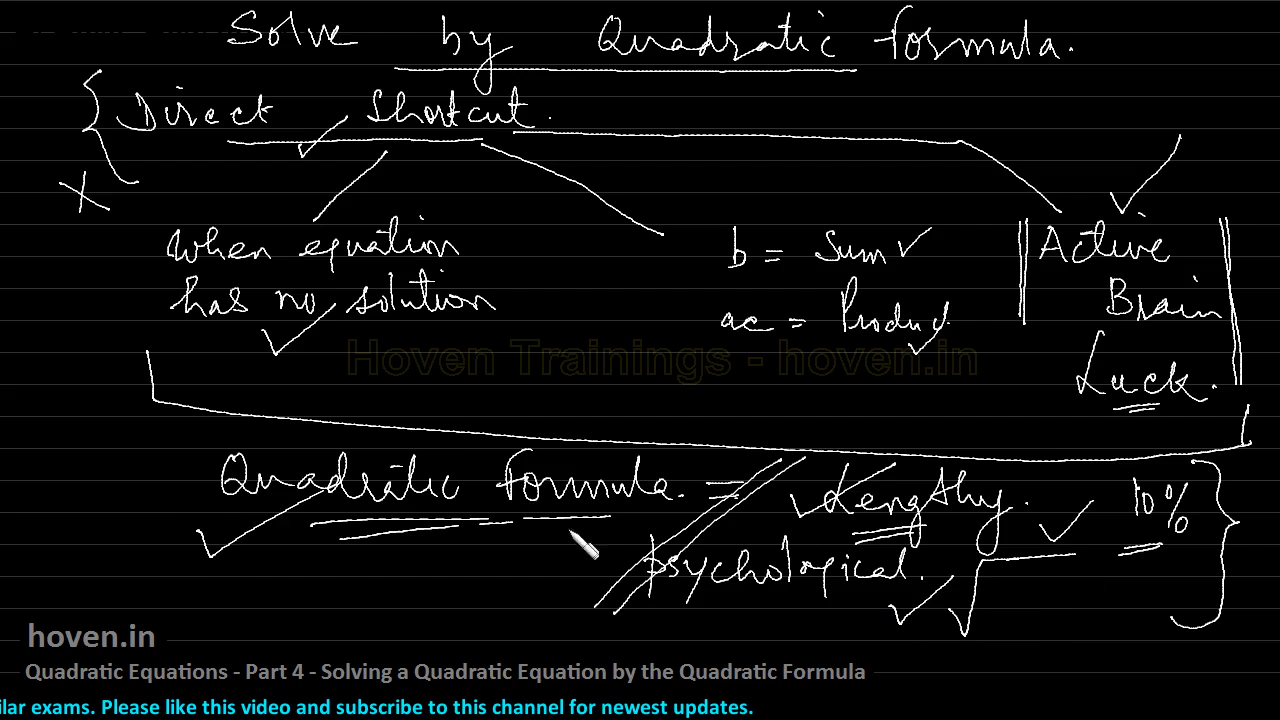 Solve by Quadratic formula.
Direct Shortcut.
When equation has no solution
b = Sum
ac = Product
Active Brain
Luck.
Hoven Trainings - hoven.in
Quadratic formula. = Lengthy. 10%
psychological. √
hoven.in
Quadratic Equations - Part 4 - Solving a Quadratic Equation by the Quadratic Formula
ilar exams. Please like this video and subscribe to this channel for newest updates.